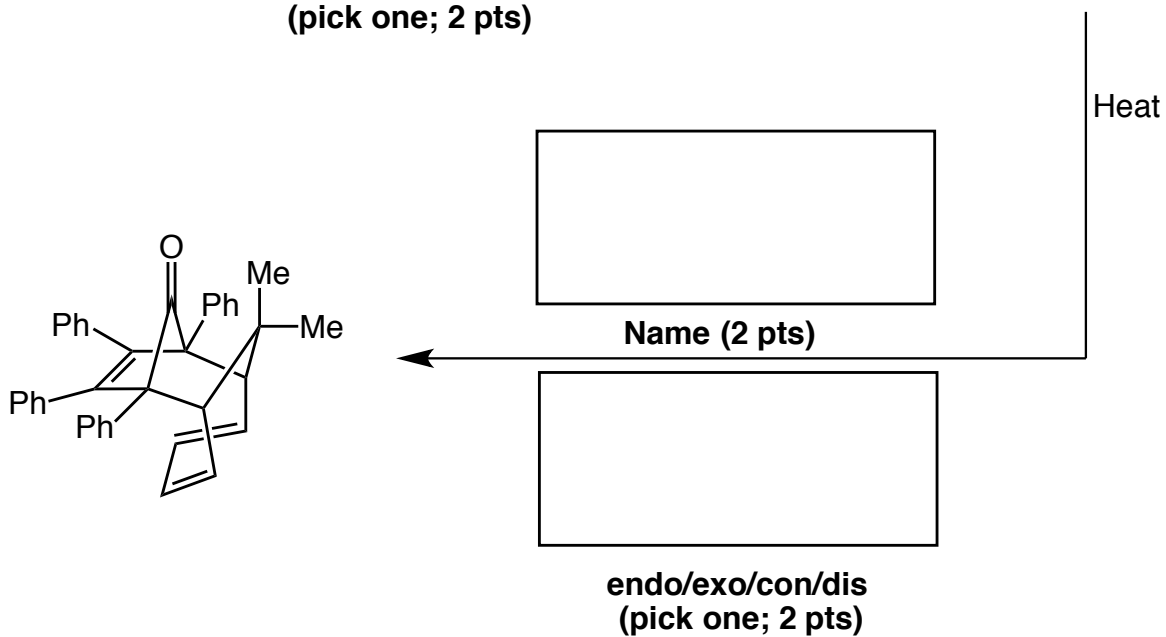 (pick one; 2 pts)
Heat
O
Me
Ph
Me
Ph
Name (2 pts)
Ph
Ph
endo/exo/con/dis
(pick one; 2 pts)